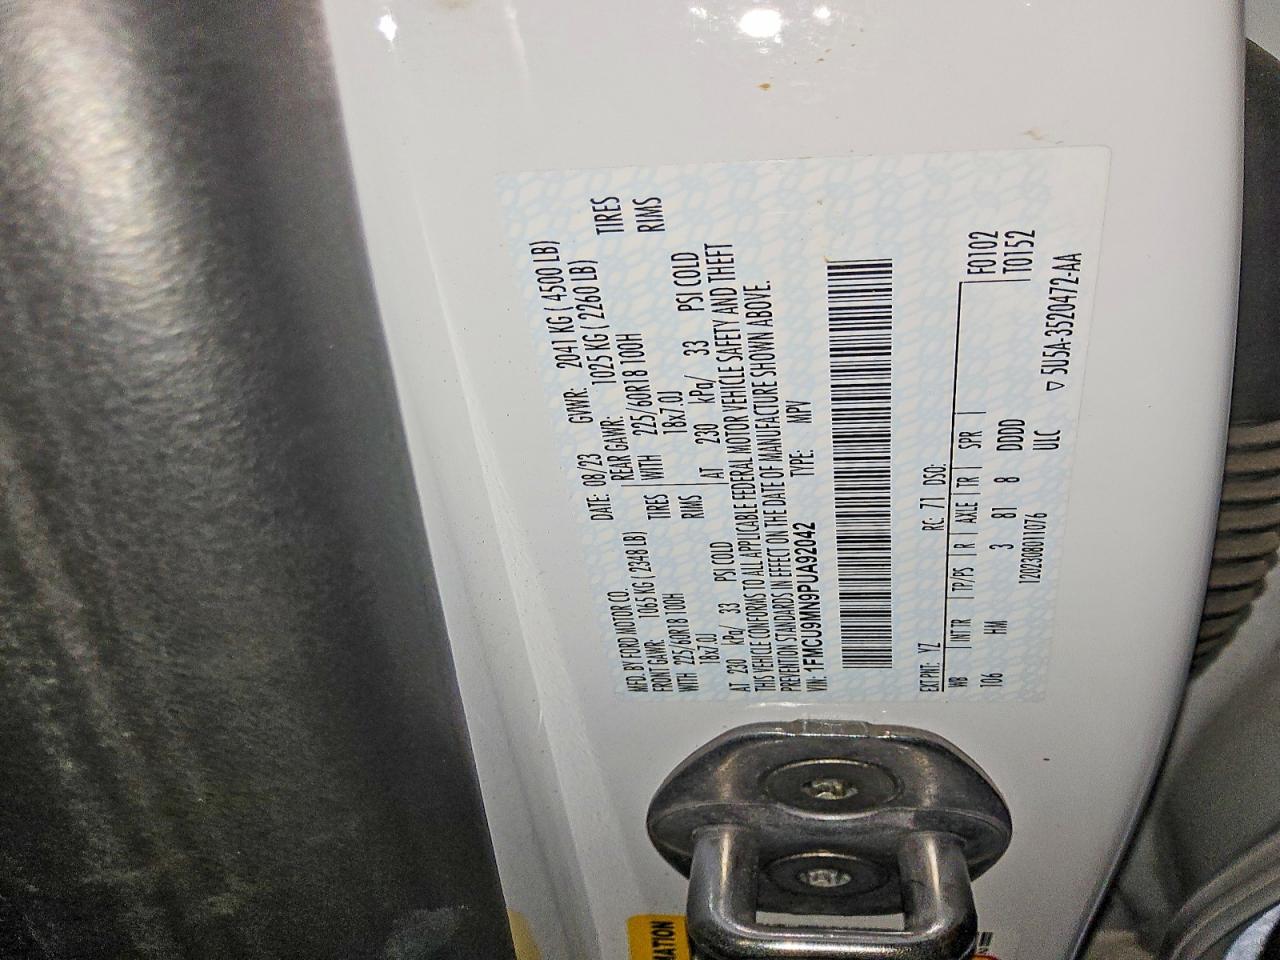 MFD. BY FORD MOTOR CO.
DATE: 08/23 GVWR: 2041 KG ( 4500 LB)
FRONT GAWR: 1065 KG ( 2348 LB) REAR GAWR: 1025 KG ( 2260 LB)
WITH 225/60R18 100H TIRES WITH 225/60R18 100H TIRES
18x7.0J RIMS 18x7.0J RIMS
AT 230 kPa/ 33 PSI COLD AT 230 kPa/ 33 PSI COLD
THIS VEHICLE CONFORMS TO ALL APPLICABLE FEDERAL MOTOR VEHICLE SAFETY AND THEFT
PREVENTION STANDARDS IN EFFECT ON THE DATE OF MANUFACTURE SHOWN ABOVE.
VIN: 1FMCU9MN9PUA92042 TYPE: MPV
EXT PNT: YZ RC: 71 DSO:
WB INT TR TP/PS R AXLE TR SPR F0102
106 HM 3 81 8 DDDD T0152
1202308011076 ULC
▽ 5U5A-3520472-AA
MATION